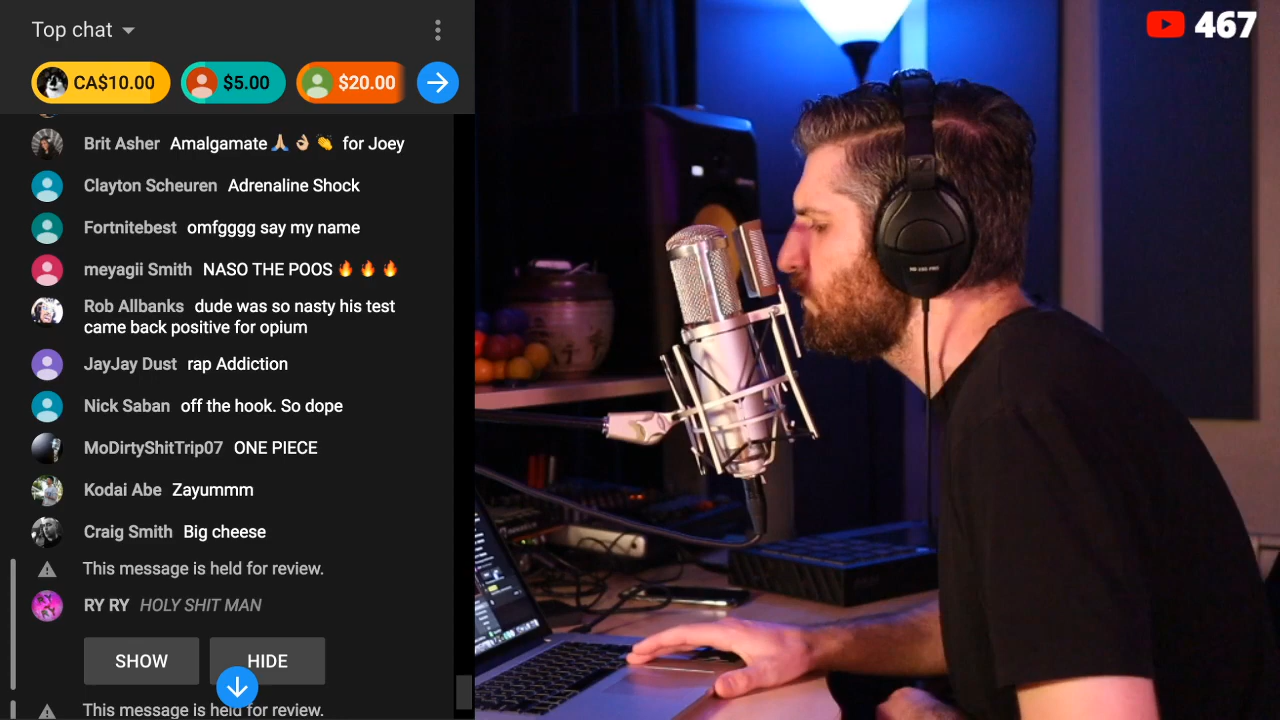 Top chat
467
CA$10.00 $5.00 $20.00
Brit Asher Amalgamate🙏🏼👌🏼👏 for Joey
Clayton Scheuren Adrenaline Shock
Fortnitebest omfgggg say my name
meyagii Smith NASO THE POOS🔥🔥🔥
Rob Allbanks dude was so nasty his test
came back positive for opium
JayJay Dust rap Addiction
Nick Saban off the hook. So dope
MoDirtyShitTrip07 ONE PIECE
Kodai Abe Zayummm
Craig Smith Big cheese
This message is held for review.
RY RY HOLY SHIT MAN
SHOW HIDE
This message is held for review.